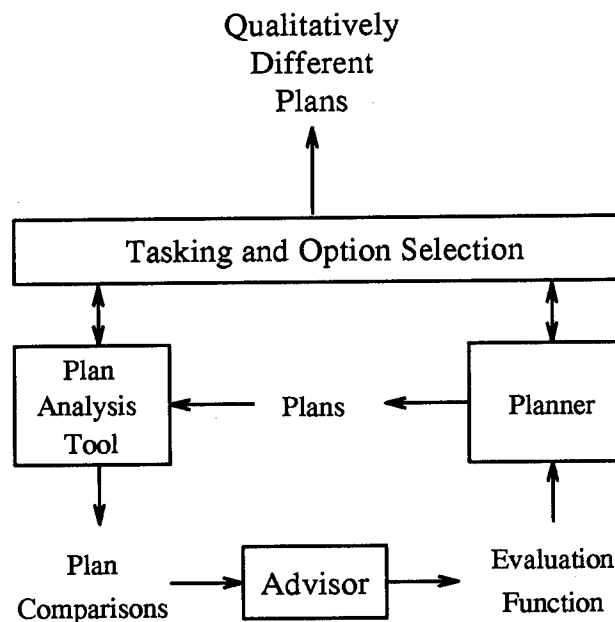 Qualitatively
Different
Plans
Tasking and Option Selection
Plan
Analysis
Tool
Plans
Planner
Plan
Comparisons
Advisor
Evaluation
Function